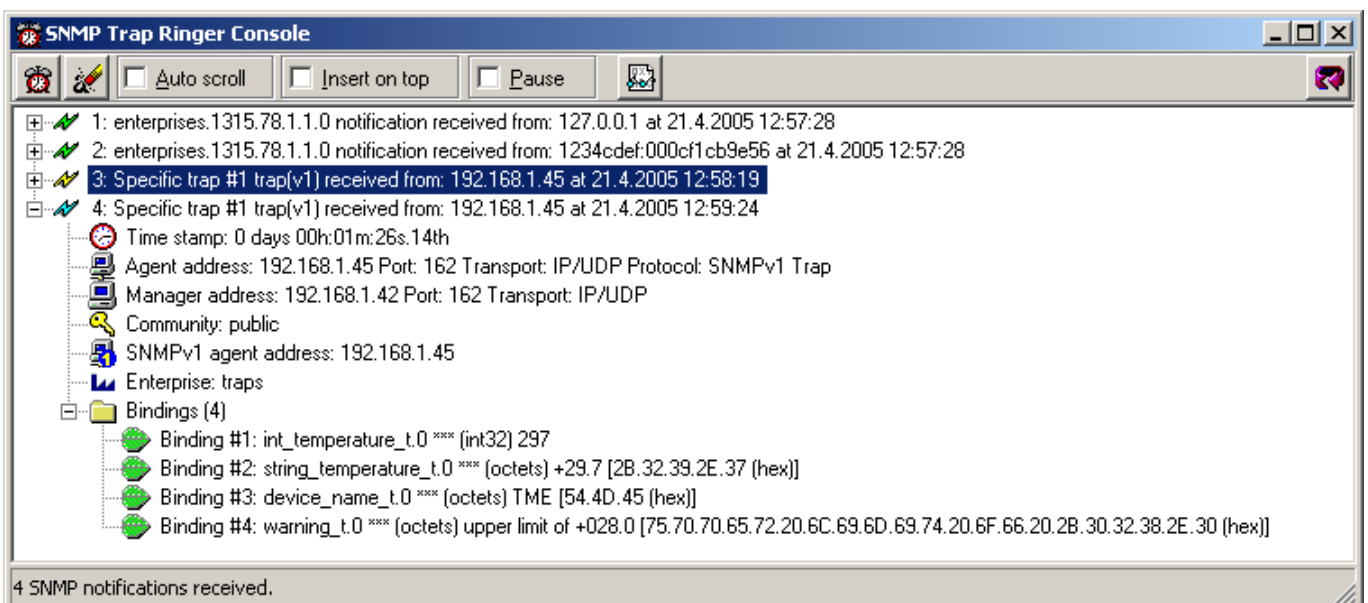 SNMP Trap Ringer Console
Auto scroll Insert on top Pause
1: enterprises.1315.78.1.1.0 notification received from: 127.0.0.1 at 21.4.2005 12:57:28
2: enterprises.1315.78.1.1.0 notification received from: 1234cdef:000cf1cb9e56 at 21.4.2005 12:57:28
3: Specific trap #1 trap(v1) received from: 192.168.1.45 at 21.4.2005 12:58:19
4: Specific trap #1 trap(v1) received from: 192.168.1.45 at 21.4.2005 12:59:24
Time stamp: 0 days 00h:01m:26s.14th
Agent address: 192.168.1.45 Port: 162 Transport: IP/UDP Protocol: SNMPv1 Trap
Manager address: 192.168.1.42 Port: 162 Transport: IP/UDP
Community: public
SNMPv1 agent address: 192.168.1.45
Enterprise: traps
Bindings (4)
Binding #1: int_temperature_t.0 *** (int32) 297
Binding #2: string_temperature_t.0 *** (octets) +29.7 [2B.32.39.2E.37 (hex)]
Binding #3: device_name_t.0 *** (octets) TME [54.4D.45 (hex)]
Binding #4: warning_t.0 *** (octets) upper limit of +028.0 [75.70.70.65.72.20.6C.69.6D.69.74.20.6F.66.20.2B.30.32.38.2E.30 (hex)]
4 SNMP notifications received.